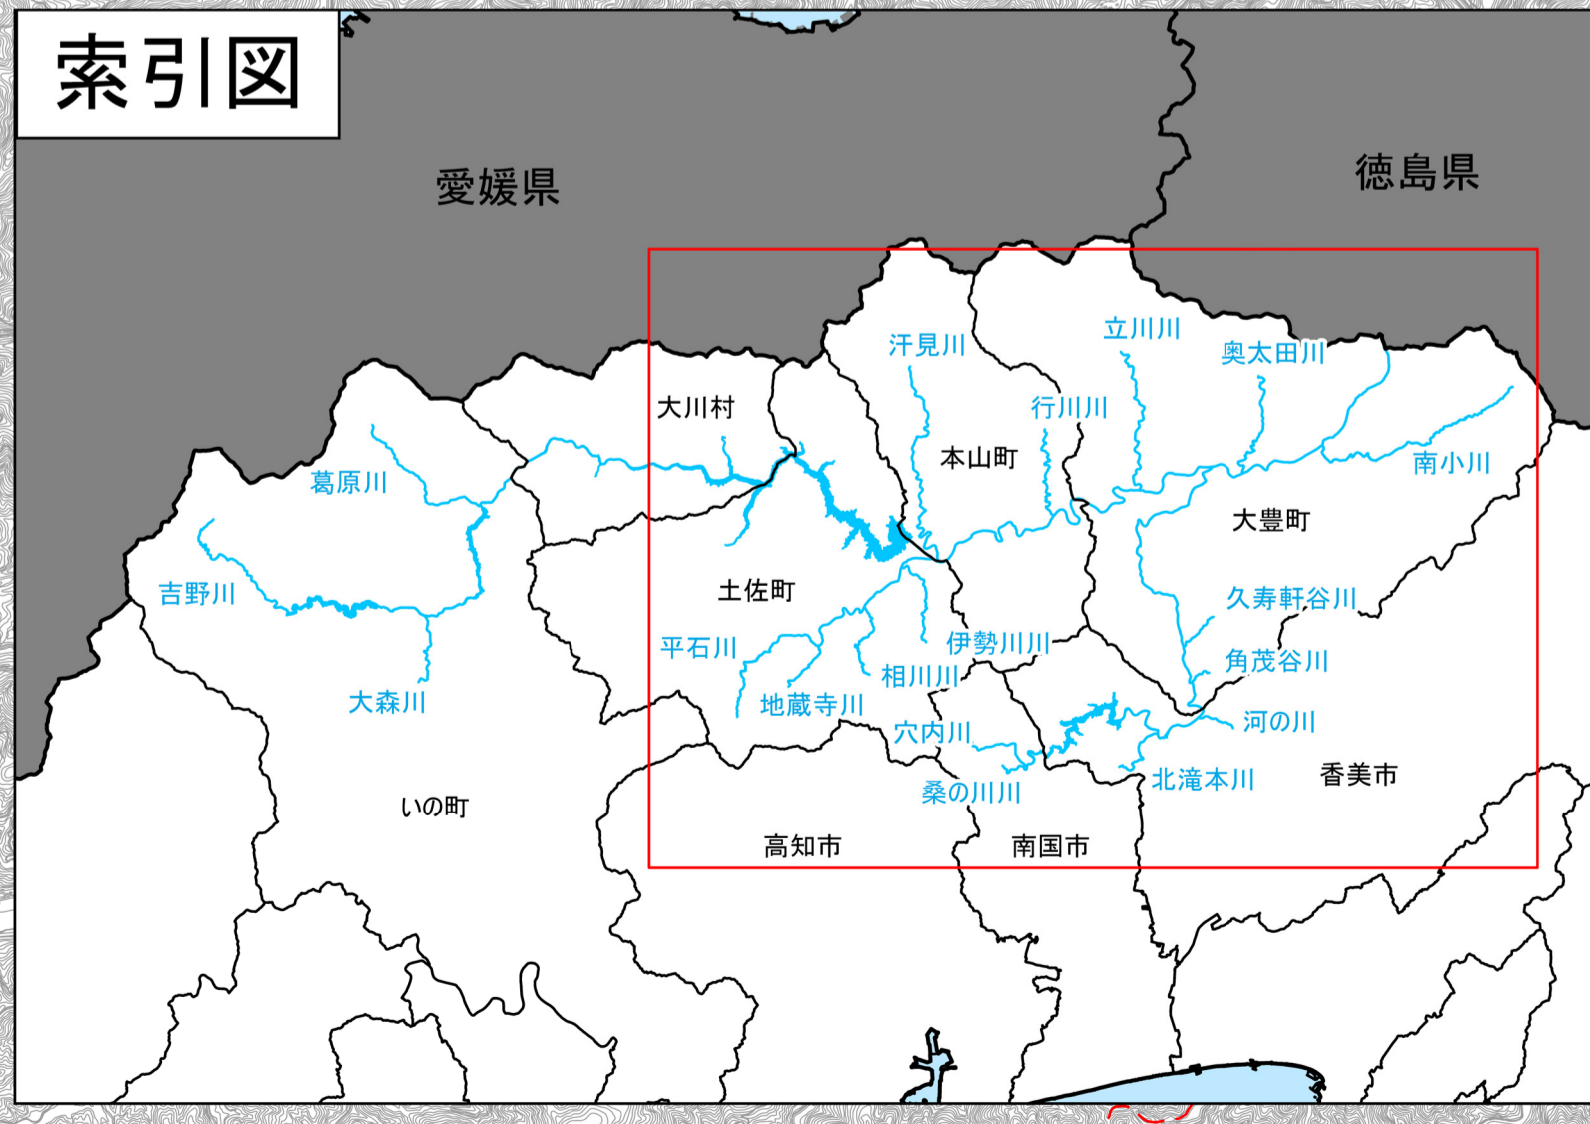 索引図
愛媛県
徳島県
立川川
汗見川
奥太田川
大川村
行川川
本山町
南小川
葛原川
大豊町
吉野川
土佐町
久寿軒谷川
平石川
伊勢川川
角茂谷川
相川川
大森川
地蔵寺川
河の川
穴内川
香美市
北滝本川
桑の川川
いの町
高知市
南国市